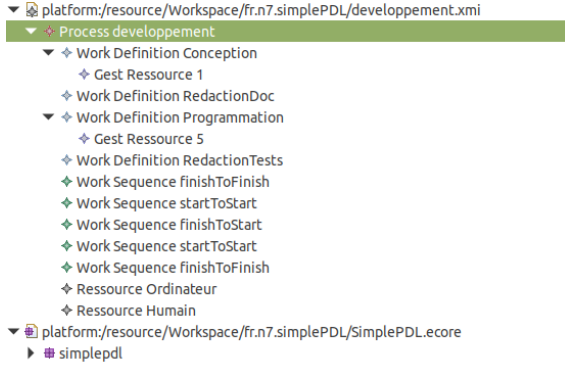 platform:/resource/Workspace/fr.n7.simplePDL/developpement.xmi
Process developpement
Work Definition Conception
Gest Ressource 1
Work Definition RedactionDoc
Work Definition Programmation
Gest Ressource 5
Work Definition RedactionTests
Work Sequence finishToFinish
Work Sequence startToStart
Work Sequence finishToStart
Work Sequence startToStart
Work Sequence finishToFinish
Ressource Ordinateur
Ressource Humain
platform:/resource/Workspace/fr.n7.simplePDL/SimplePDL.ecore
simplepdl